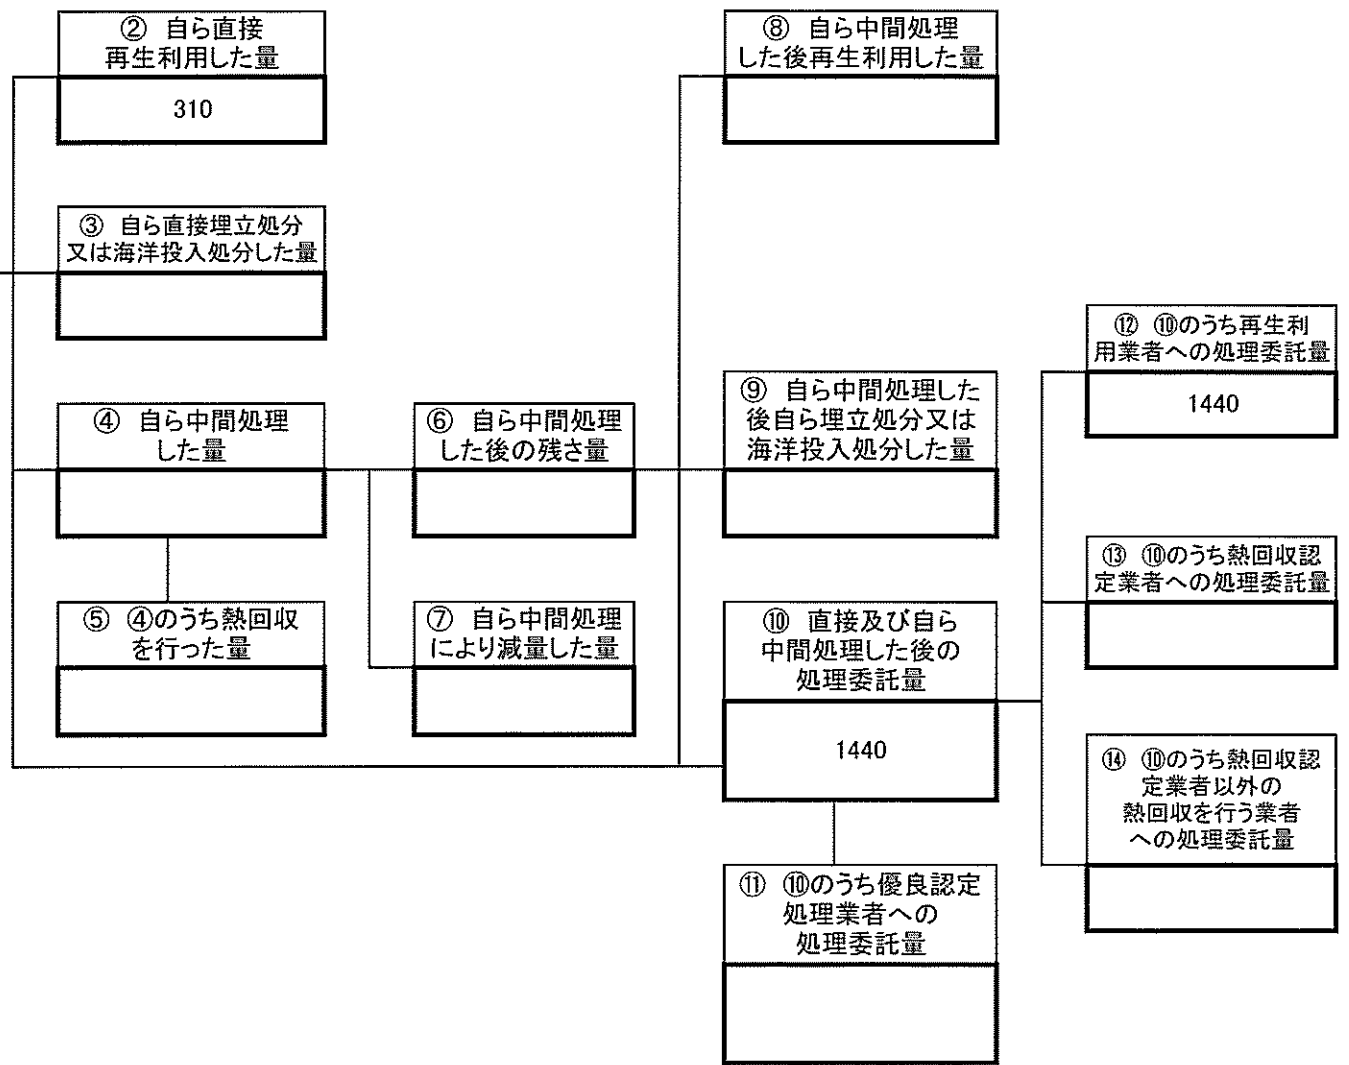 ② 自ら直接
再生利用した量
310
③ 自ら直接埋立処分
又は海洋投入処分した量
④ 自ら中間処理
した量
⑤ ④のうち熱回収
を行った量
⑥ 自ら中間処理
した後の残さ量
⑦ 自ら中間処理
により減量した量
⑧ 自ら中間処理
した後再生利用した量
⑨ 自ら中間処理した
後自ら埋立処分又は
海洋投入処分した量
⑩ 直接及び自ら
中間処理した後の
処理委託量
1440
⑪ ⑩のうち優良認定
処理業者への
処理委託量
⑫ ⑩のうち再生利
用業者への処理委託量
1440
⑬ ⑩のうち熱回収認
定業者への処理委託量
⑭ ⑩のうち熱回収認
定業者以外の
熱回収を行う業者
への処理委託量